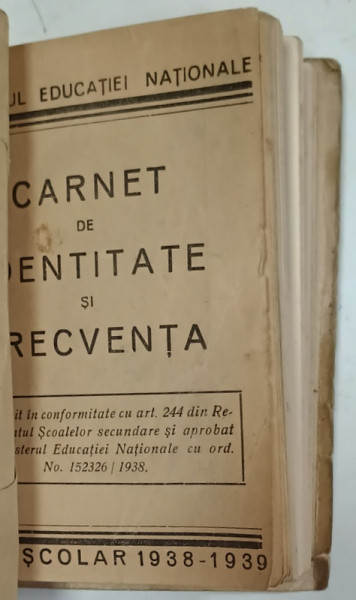 UL EDUCAȚIEI NAȚIONALE
CARNET
DE
DENTITATE
ȘI
RECVENȚA
it în conformitate cu art. 244 din Re-
ntul Școalelor secundare și aprobat
isterul Educației Naționale cu ord.
No. 152326 | 1938.
ȘCOLAR 1938-1939